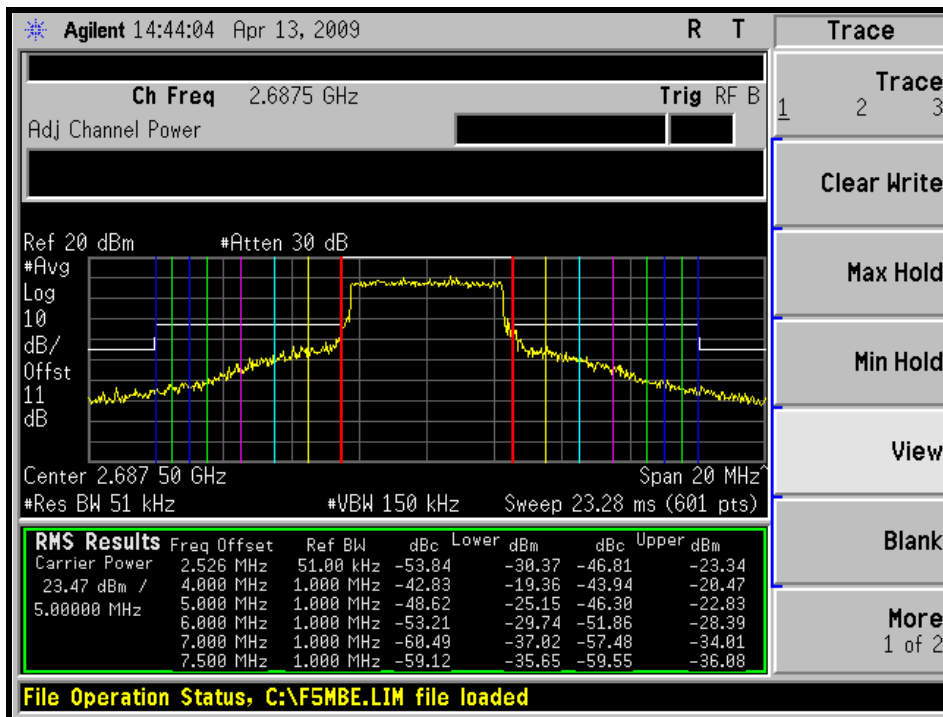 Agilent 14:44:04 Apr 13, 2009 R T
Trace
Ch Freq 2.6875 GHz Trig RF B
Adj Channel Power
Ref 20 dBm #Atten 30 dB
#Avg
Log
10
dB/
Offst
11
dB
Center 2.687 50 GHz Span 20 MHz^
#Res BW 51 kHz #VBW 150 kHz Sweep 23.28 ms (601 pts)
RMS Results Freq Offset Ref BW dBc Lower dBm dBc Upper dBm
Carrier Power 2.526 MHz 51.00 kHz -53.84 -30.37 -46.81 -23.34
23.47 dBm / 4.000 MHz 1.000 MHz -42.83 -19.36 -43.94 -20.47
5.00000 MHz 5.000 MHz 1.000 MHz -48.62 -25.15 -46.30 -22.83
6.000 MHz 1.000 MHz -53.21 -29.74 -51.86 -28.39
7.000 MHz 1.000 MHz -60.49 -37.02 -57.48 -34.01
7.500 MHz 1.000 MHz -59.12 -35.65 -59.55 -36.08
File Operation Status, C:\F5MBE.LIM file loaded
Trace
1 2 3
Clear Write
Max Hold
Min Hold
View
Blank
More
1 of 2